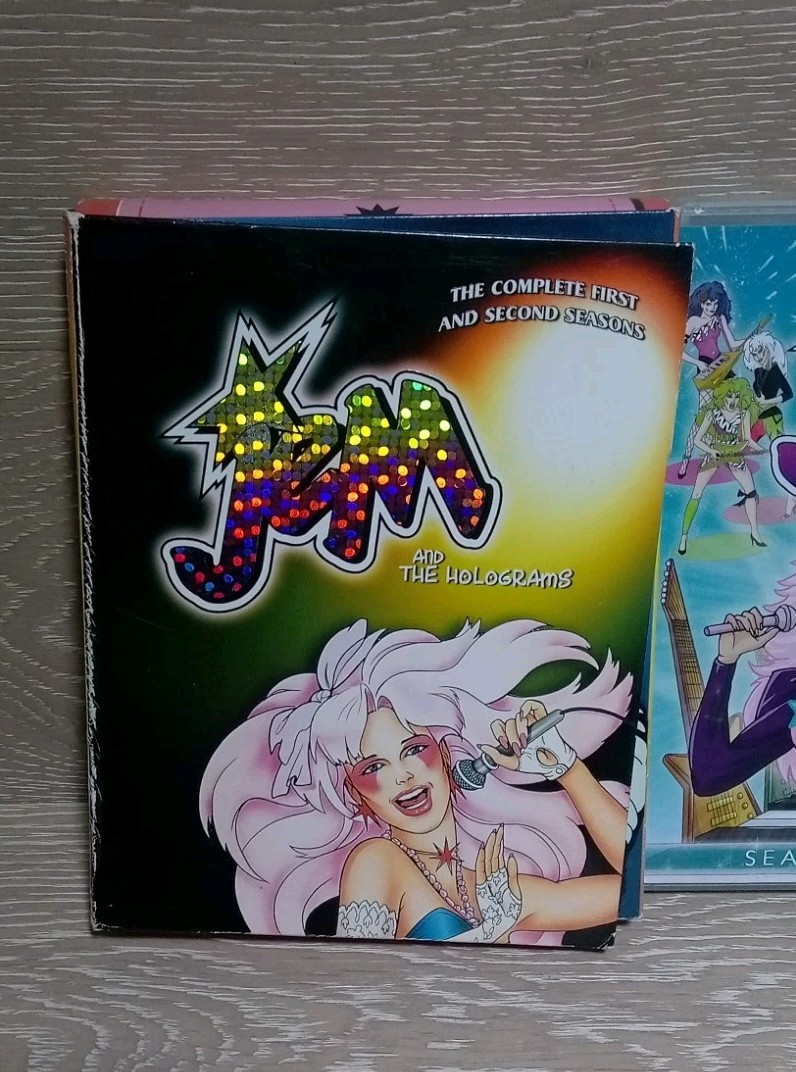 THE COMPLETE FIRST
AND SECOND SEASONS
Jem
AND
THE HOLOGRAMS
SEA